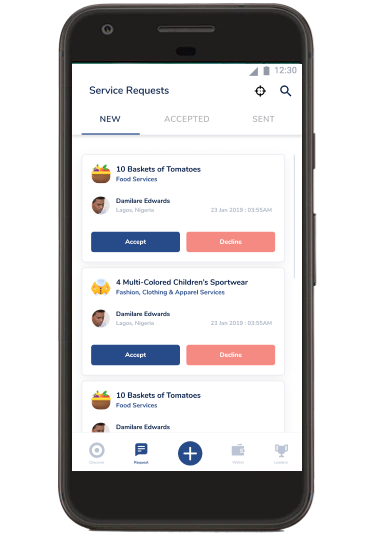 12:30
Service Requests
NEW ACCEPTED SENT
10 Baskets of Tomatoes
Food Services
Damilare Edwards
Lagos, Nigeria 23 Jan 2019 : 03:55AM
Accept Decline
4 Multi-Colored Children's Sportwear
Fashion, Clothing & Apparel Services
Damilare Edwards
Lagos, Nigeria 23 Jan 2019 : 03:55AM
Accept Decline
10 Baskets of Tomatoes
Food Services
Damilare Edwards
Discover Request Wallet